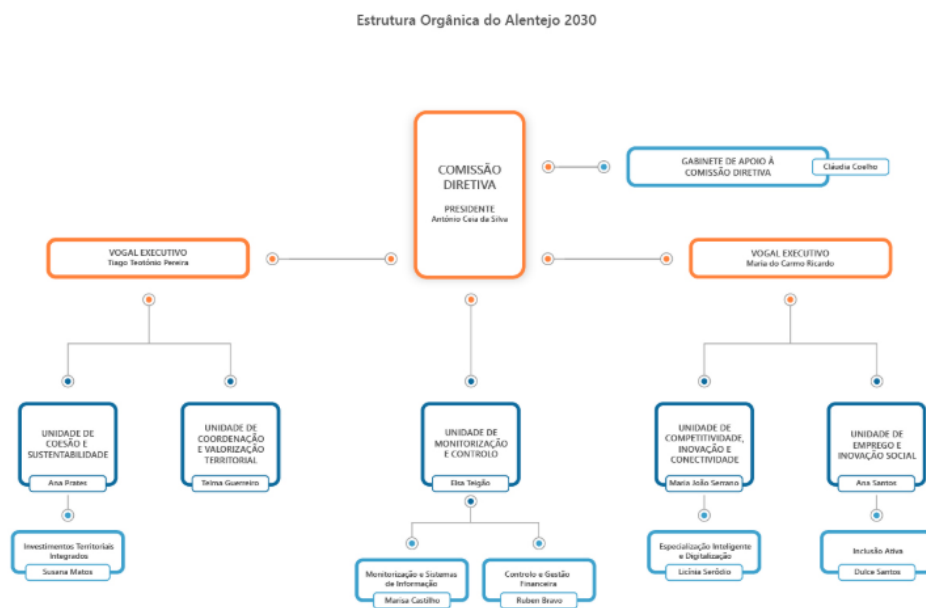 Estrutura Orgânica do Alentejo 2030
COMISSÃO
DIRETIVA
PRESIDENTE
António Ceia da Silva
GABINETE DE APOIO À
COMISSÃO DIRETIVA
Cláudia Coelho
VOGAL EXECUTIVO
Tiago Teotónio Pereira
VOGAL EXECUTIVO
Maria do Carmo Ricardo
UNIDADE DE
COESÃO E
SUSTENTABILIDADE
Ana Prates
UNIDADE DE
COORDENAÇÃO
E VALORIZAÇÃO
TERRITORIAL
Telma Guerreiro
UNIDADE DE
MONITORIZAÇÃO
E CONTROLO
Elsa Teigão
UNIDADE DE
COMPETITIVIDADE,
INOVAÇÃO E
CONECTIVIDADE
Maria João Serrano
UNIDADE DE
EMPREGO E
INOVAÇÃO SOCIAL
Ana Santos
Investimentos Territoriais
Integrados
Susana Matos
Monitorização e Sistemas
de Informação
Marisa Castilho
Controlo e Gestão
Financeira
Ruben Bravo
Especialização Inteligente
e Digitalização
Licínia Serôdio
Inclusão Ativa
Dulce Santos